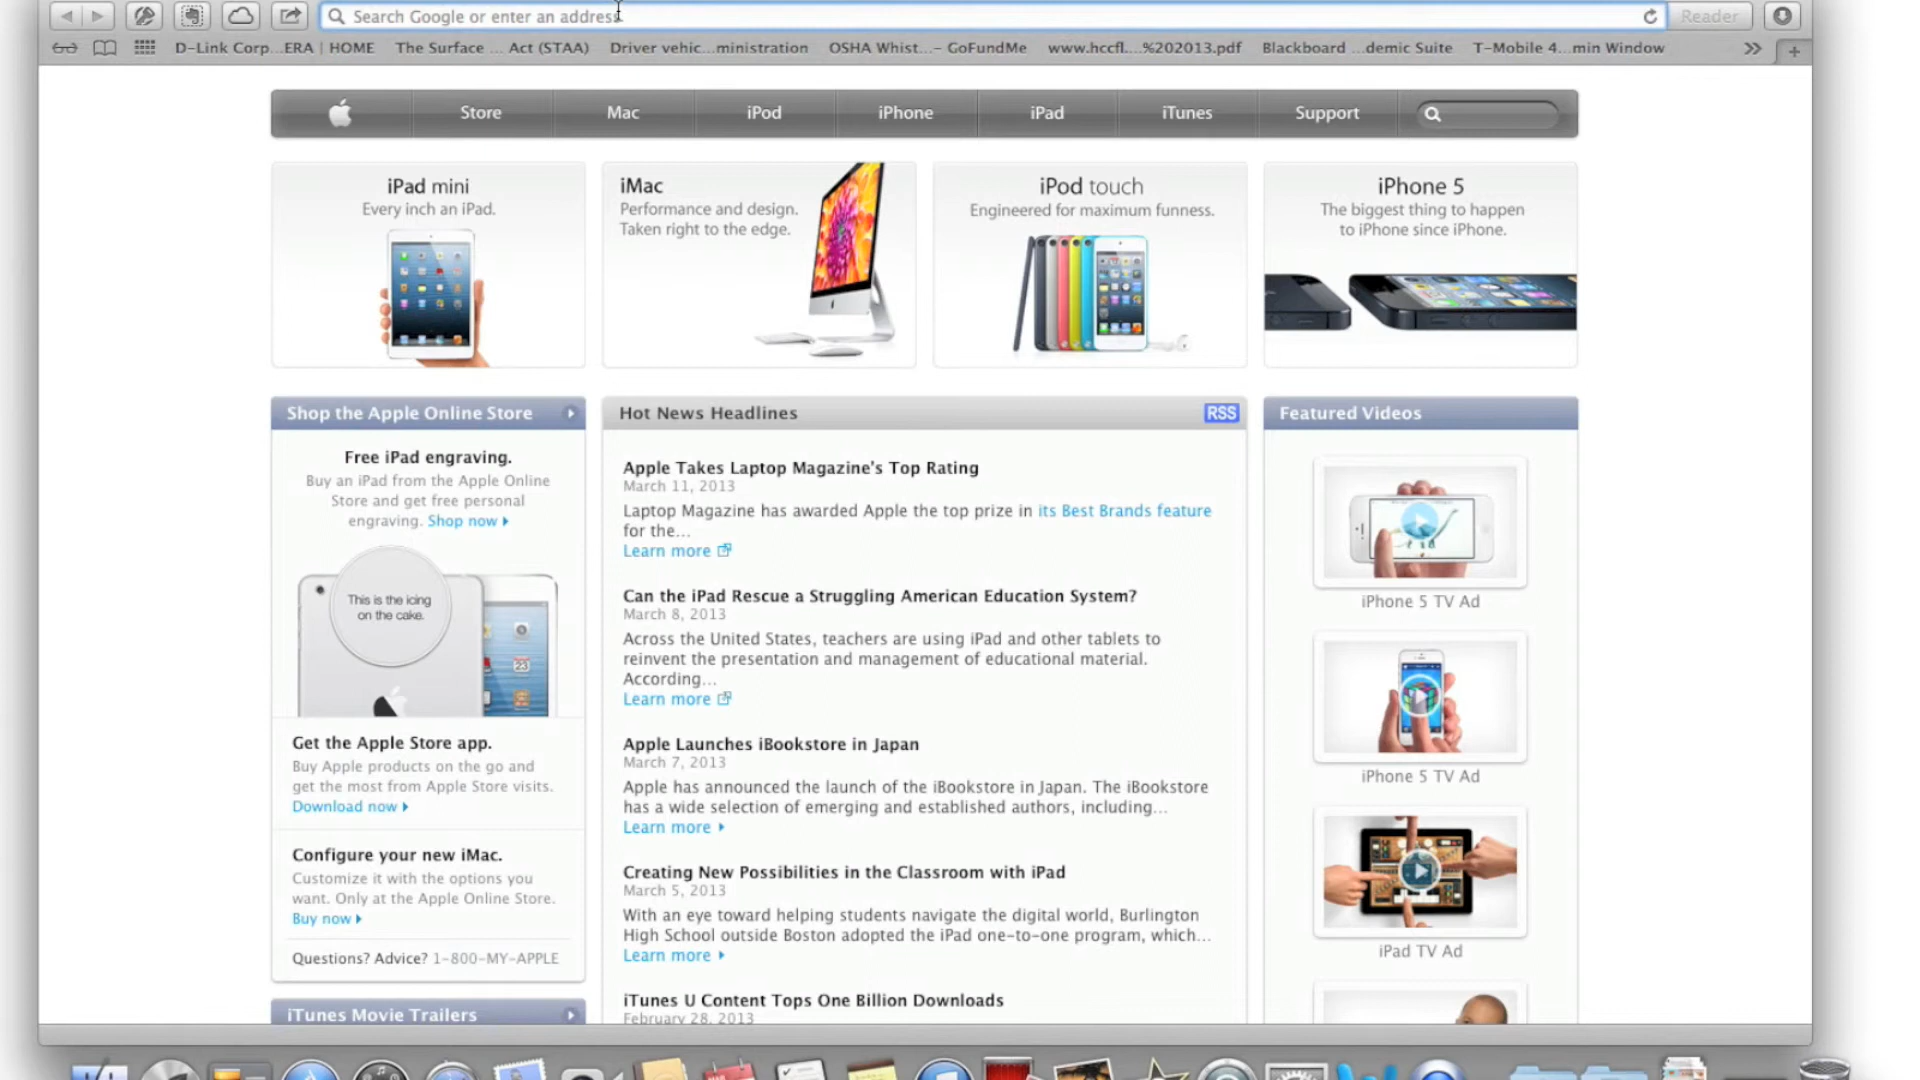 Search Google or enter an address
Reader
D-Link Corp...ERA | HOME
The Surface ... Act (STAA)
Driver vehic...ministration
OSHA Whist...- GoFundMe
www.hccfl....%202013.pdf
Blackboard ...demic Suite
T-Mobile 4...min Window
Store
Mac
iPod
iPhone
iPad
iTunes
Support
iPad mini
Every inch an iPad.
iMac
Performance and design.
Taken right to the edge.
iPod touch
Engineered for maximum funness.
iPhone 5
The biggest thing to happen
to iPhone since iPhone.
Shop the Apple Online Store
Free iPad engraving.
Buy an iPad from the Apple Online
Store and get free personal
engraving. Shop now
This is the icing
on the cake.
Get the Apple Store app.
Buy Apple products on the go and
get the most from Apple Store visits.
Download now
Configure your new iMac.
Customize it with the options you
want. Only at the Apple Online Store.
Buy now
Questions? Advice? 1-800-MY-APPLE
iTunes Movie Trailers
Hot News Headlines
RSS
Apple Takes Laptop Magazine's Top Rating
March 11, 2013
Laptop Magazine has awarded Apple the top prize in its Best Brands feature
for the...
Learn more
Can the iPad Rescue a Struggling American Education System?
March 8, 2013
Across the United States, teachers are using iPad and other tablets to
reinvent the presentation and management of educational material.
According...
Learn more
Apple Launches iBookstore in Japan
March 7, 2013
Apple has announced the launch of the iBookstore in Japan. The iBookstore
has a wide selection of emerging and established authors, including...
Learn more
Creating New Possibilities in the Classroom with iPad
March 5, 2013
With an eye toward helping students navigate the digital world, Burlington
High School outside Boston adopted the iPad one-to-one program, which...
Learn more
iTunes U Content Tops One Billion Downloads
February 28, 2013
Featured Videos
iPhone 5 TV Ad
iPhone 5 TV Ad
iPad TV Ad